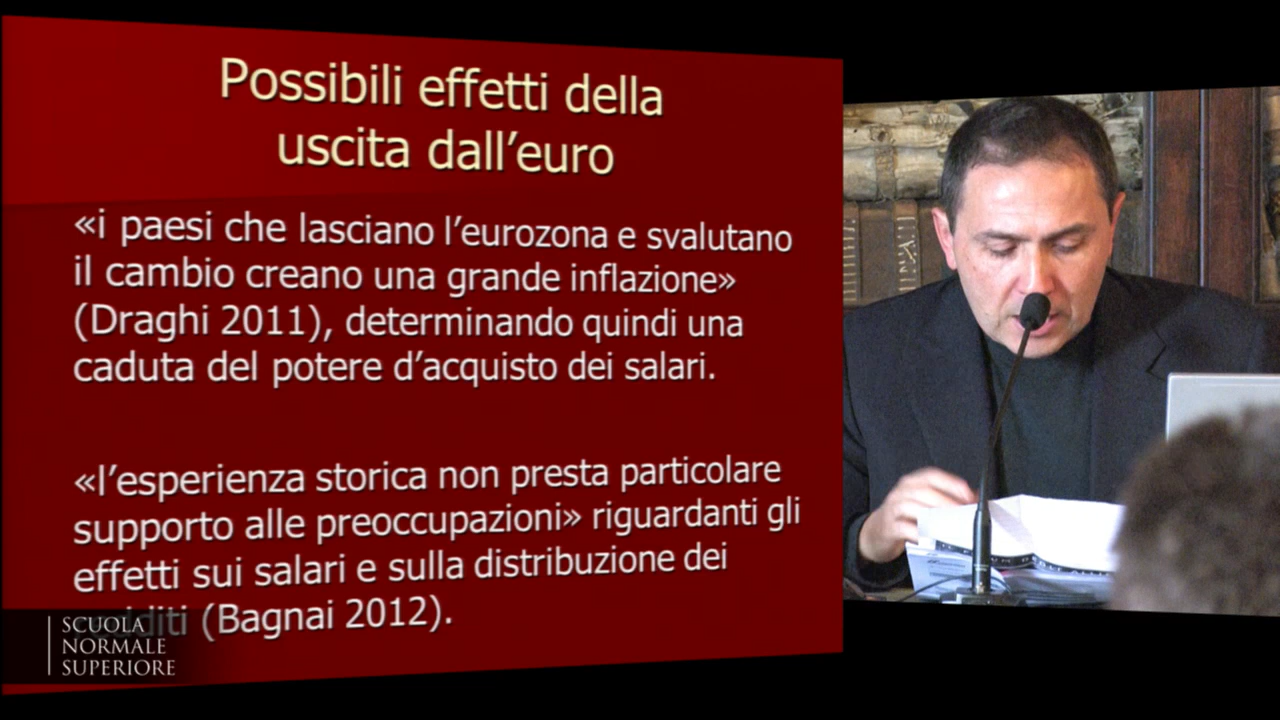 Possibili effetti della
uscita dall'euro
«i paesi che lasciano l'eurozona e svalutano
il cambio creano una grande inflazione»
(Draghi 2011), determinando quindi una
caduta del potere d'acquisto dei salari.
«l'esperienza storica non presta particolare
supporto alle preoccupazioni» riguardanti gli
effetti sui salari e sulla distribuzione dei
(Bagnai 2012).
SCUOLA
NORMALE
SUPERIORE